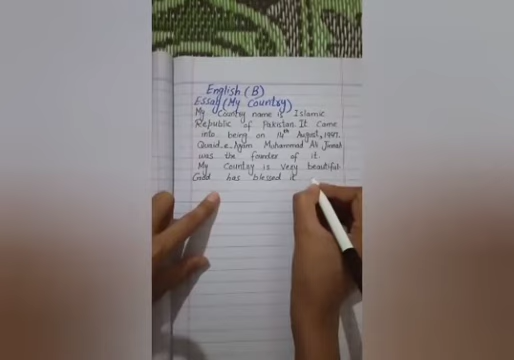 English (B)
Essay (My Country)
My Country name is Islamic
Republic of Pakistan. It came
into being on 14th August, 1947.
Quaid-e-Azam Muhammad Ali Jinnah
was the founder of it.
My Country is very beautiful.
Godd has blessed it